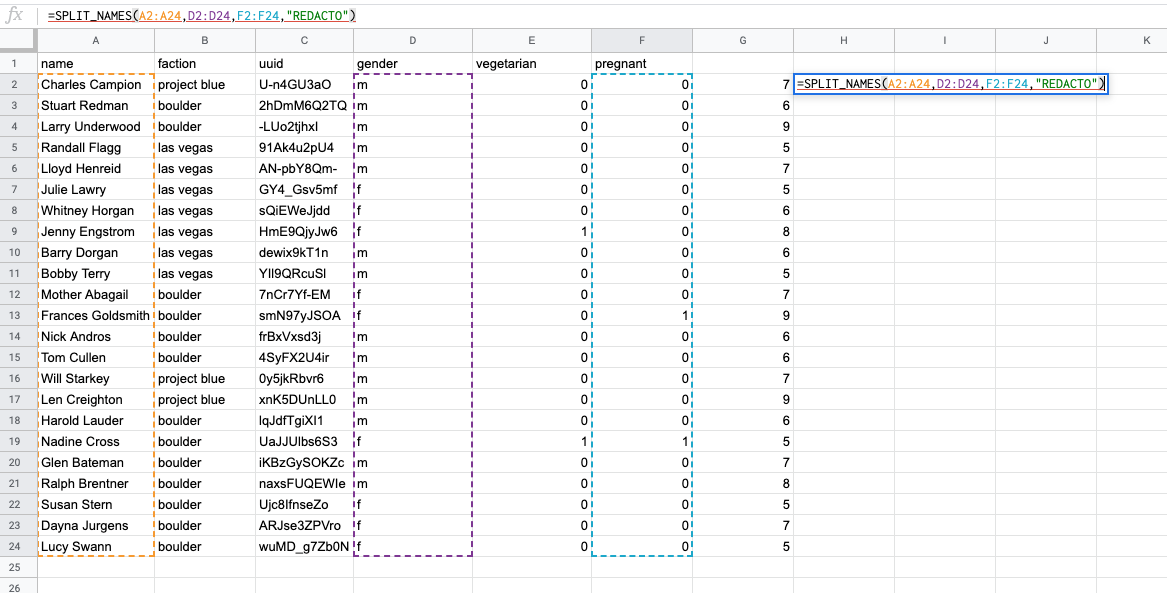 fx =SPLIT_NAMES(A2:A24,D2:D24,F2:F24,"REDACTO")
A B C D E F G H I J K
1 name faction uuid gender vegetarian pregnant
2 Charles Campion project blue U-n4GU3aO m 0 0 7 =SPLIT_NAMES(A2:A24,D2:D24,F2:F24,"REDACTO")
3 Stuart Redman boulder 2hDmM6Q2TQ m 0 0 6
4 Larry Underwood boulder -LUo2tjhxI m 0 0 9
5 Randall Flagg las vegas 91Ak4u2pU4 m 0 0 5
6 Lloyd Henreid las vegas AN-pbY8Qm- m 0 0 7
7 Julie Lawry las vegas GY4_Gsv5mf f 0 0 5
8 Whitney Horgan las vegas sQiEWeJjdd f 0 0 6
9 Jenny Engstrom las vegas HmE9QjyJw6 f 1 0 8
10 Barry Dorgan las vegas dewix9kT1n m 0 0 6
11 Bobby Terry las vegas YIl9QRcuSI m 0 0 5
12 Mother Abagail boulder 7nCr7Yf-EM f 0 0 7
13 Frances Goldsmith boulder smN97yJSOA f 0 1 9
14 Nick Andros boulder frBxVxsd3j m 0 0 6
15 Tom Cullen boulder 4SyFX2U4ir m 0 0 6
16 Will Starkey project blue 0y5jkRbvr6 m 0 0 7
17 Len Creighton project blue xnK5DUnLL0 m 0 0 9
18 Harold Lauder boulder lqJdfTgiXI1 m 0 0 6
19 Nadine Cross boulder UaJJUlbs6S3 f 1 1 5
20 Glen Bateman boulder iKBzGySOKZc m 0 0 7
21 Ralph Brentner boulder naxsFUQEWIe m 0 0 8
22 Susan Stern boulder Ujc8IfnseZo f 0 0 5
23 Dayna Jurgens boulder ARJse3ZPVro f 0 0 7
24 Lucy Swann boulder wuMD_g7Zb0N f 0 0 5
25
26